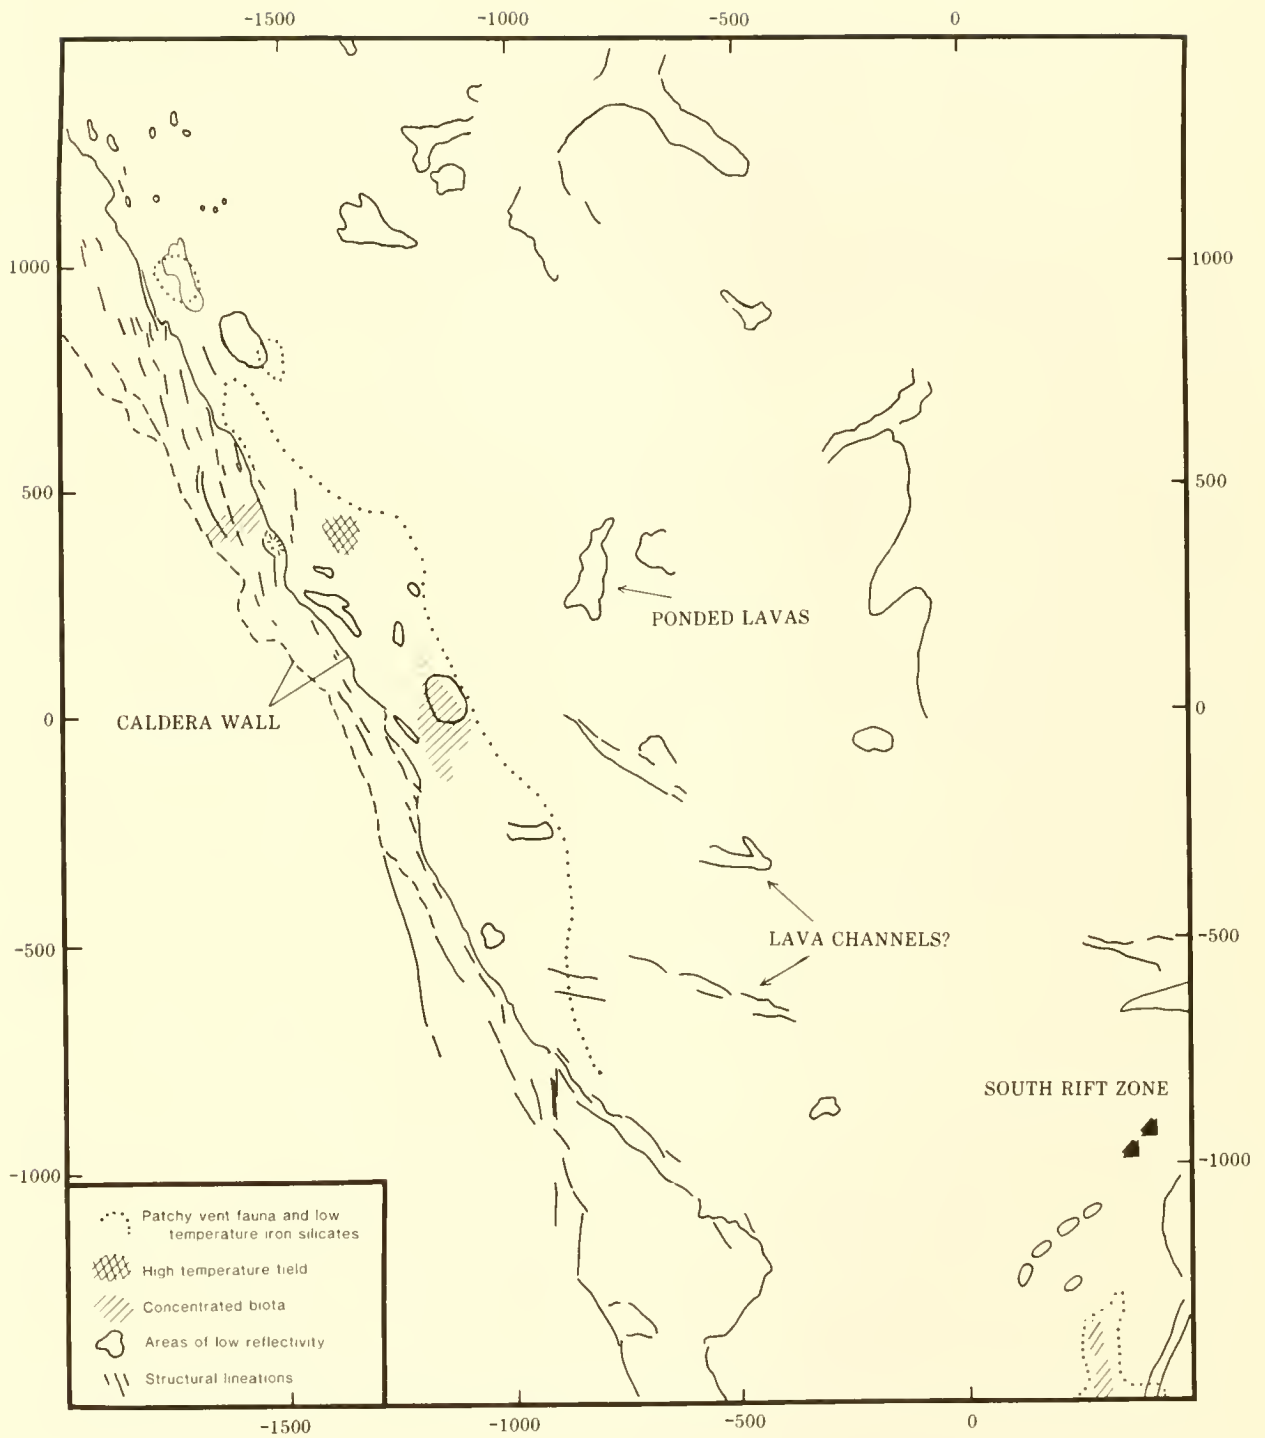 -1500 -1000 -500 0
1000 1000
500 500
PONDED LAVAS
CALDERA WALL
0 0
LAVA CHANNELS?
-500 -500
SOUTH RIFT ZONE
-1000 -1000
Patchy vent fauna and low
temperature iron silicates
High temperature field
Concentrated biota
Areas of low reflectivity
Structural lineations
-1500 -1000 -500 0